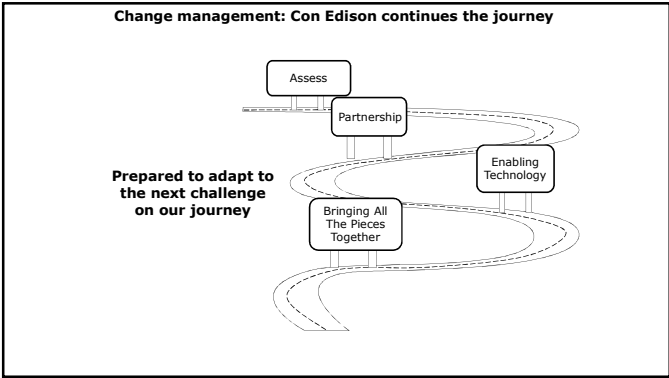 Change management: Con Edison continues the journey
Assess
Partnership
Enabling
Technology
Prepared to adapt to
the next challenge
on our journey
Bringing All
The Pieces
Together